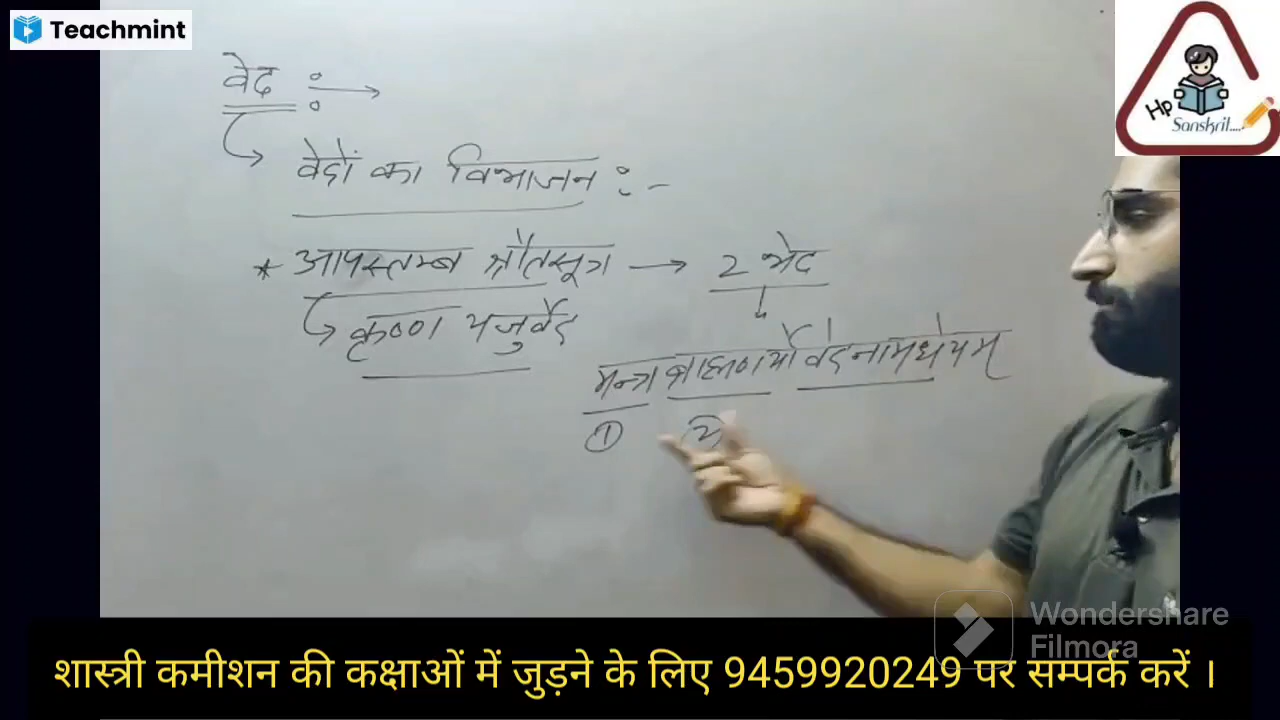 Teachmint
Hp
Sanskrit....
वेद :→
वेदों का विभाजन :-
* आपस्तम्ब श्रौतसूत्र → 2 भेद
कृष्ण यजुर्वेद
मन्त्र ब्राह्मणयो वेदनामधेयम्
① ②
Wondershare
Filmora
शास्त्री कमीशन की कक्षाओं में जुड़ने के लिए 9459920249 पर सम्पर्क करें ।